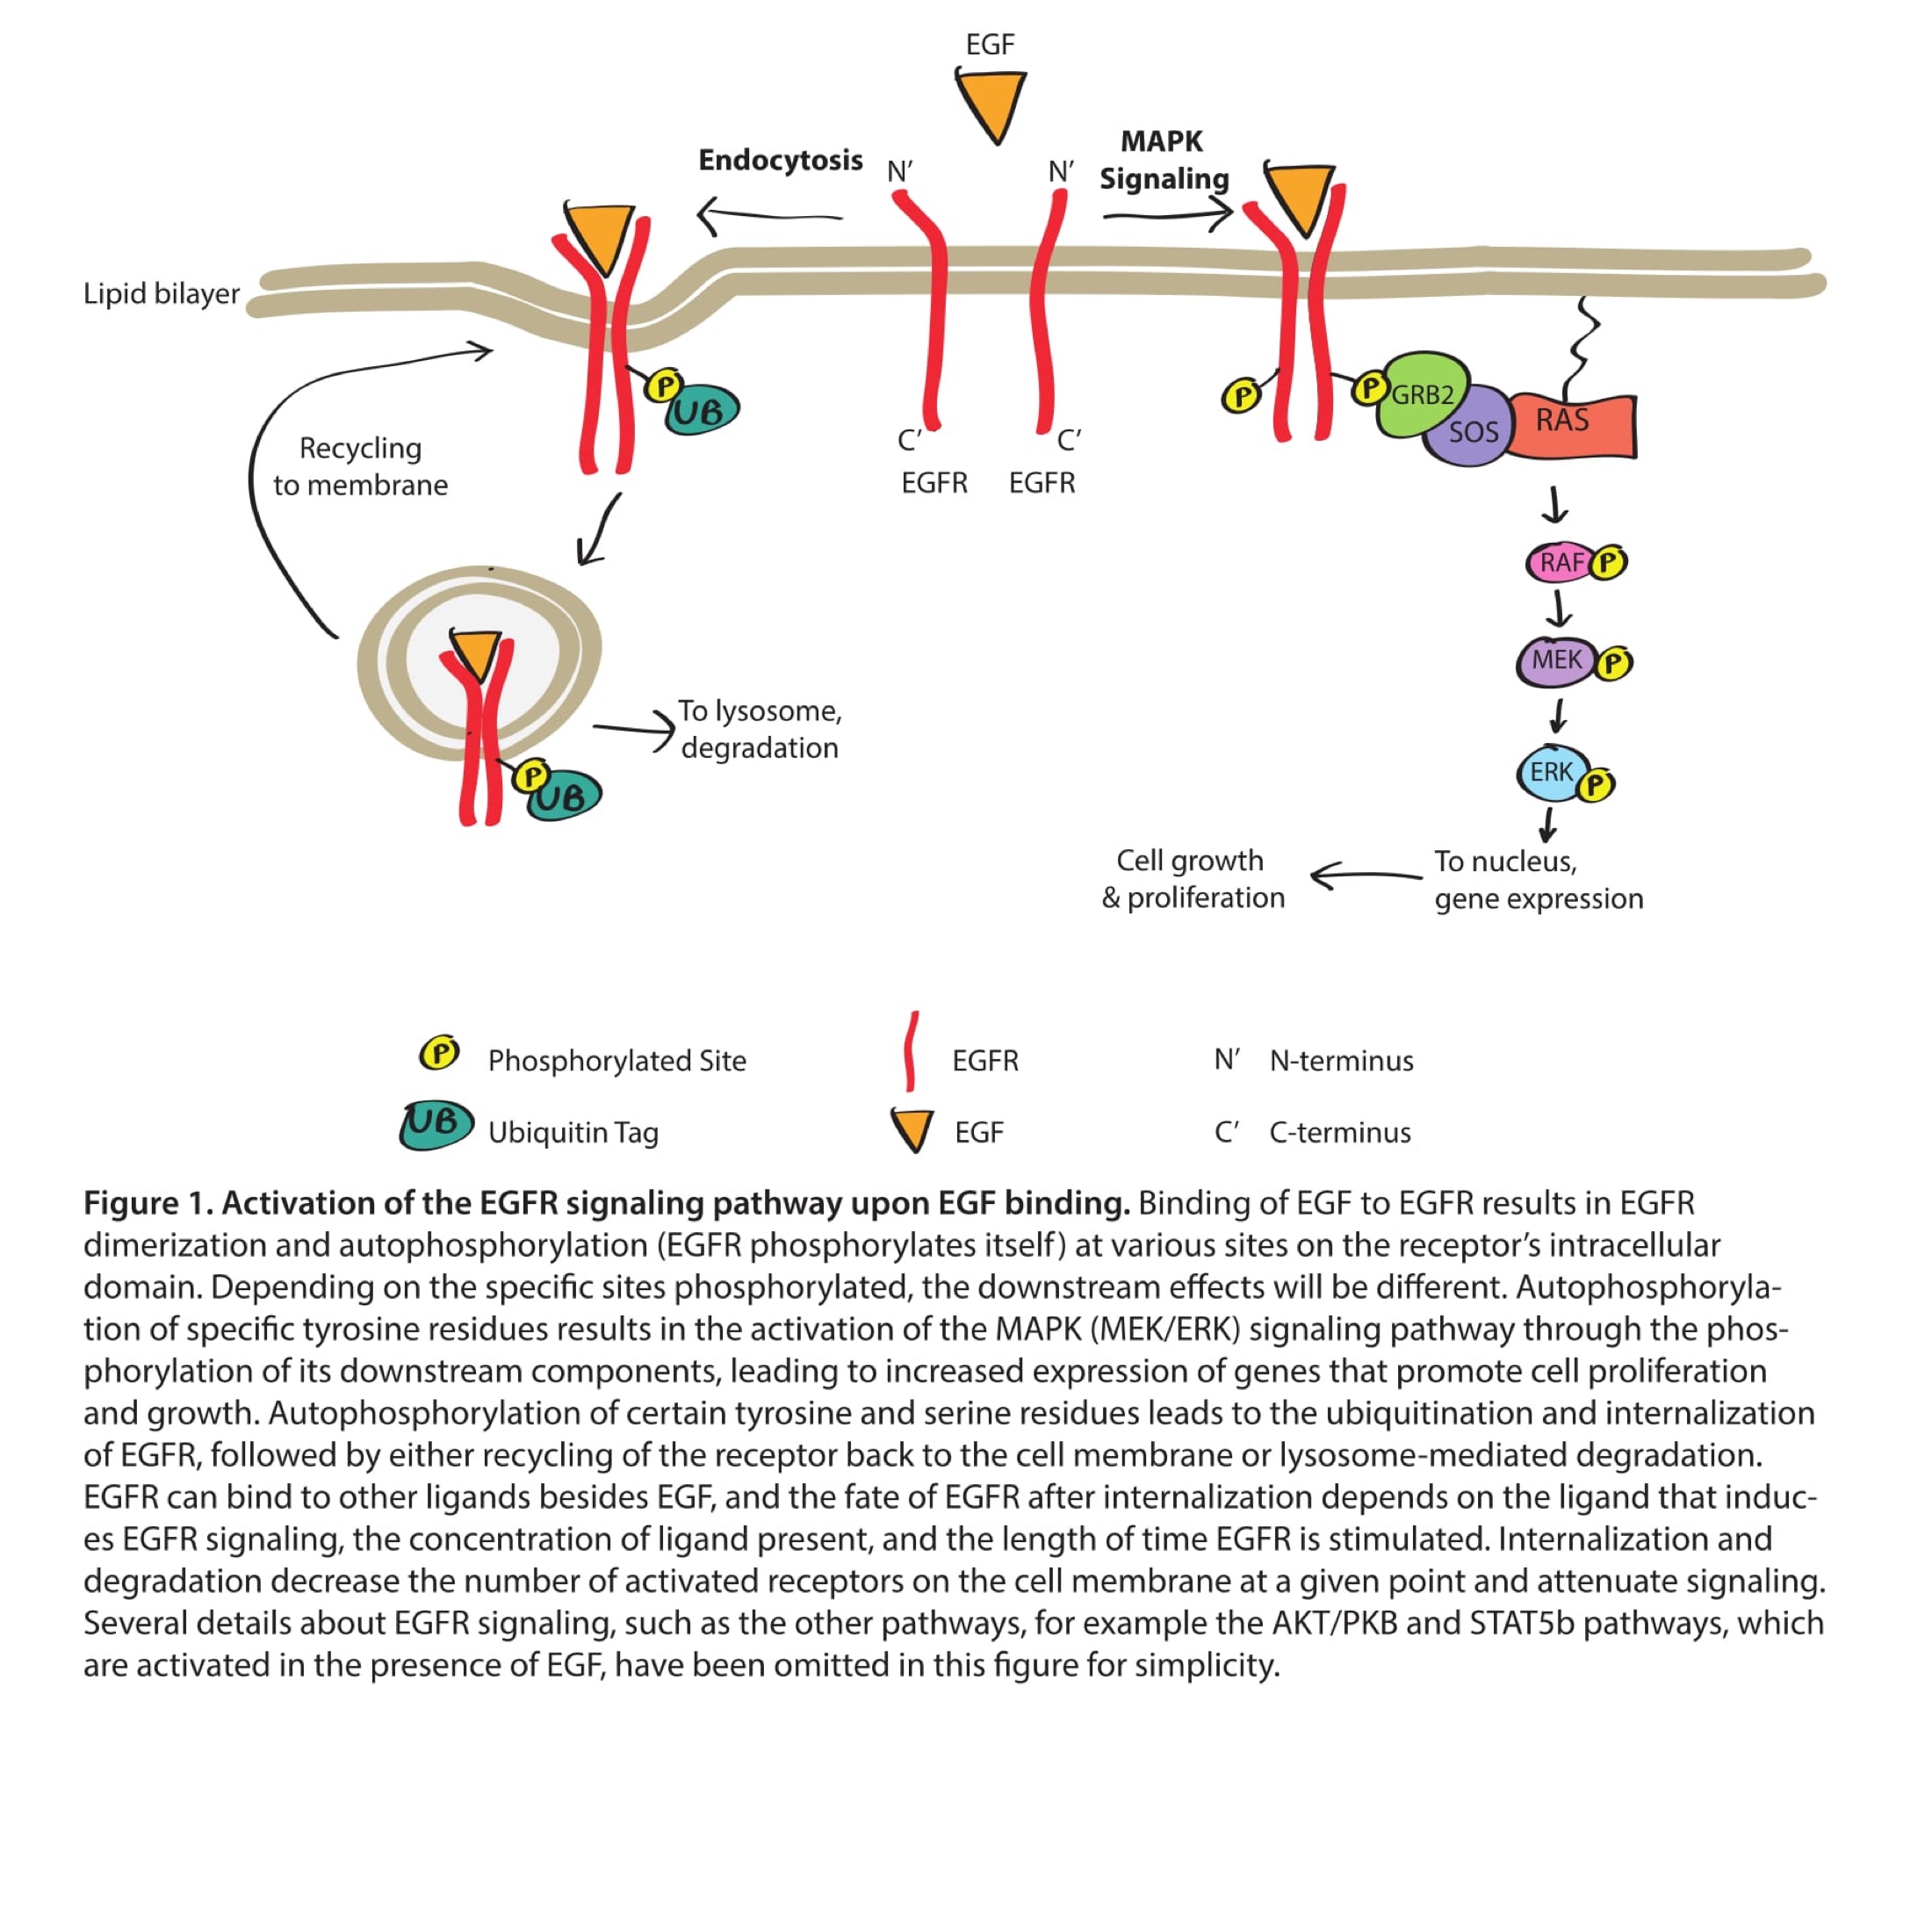 EGF
MAPK
Signaling
Endocytosis
N′
N′
Lipid bilayer
P
UB
P
P
GRB2
SOS
RAS
C′
C′
EGFR
EGFR
Recycling
to membrane
RAF
P
MEK
P
To lysosome,
degradation
P
UB
ERK
P
Cell growth
& proliferation
To nucleus,
gene expression
P
Phosphorylated Site
EGFR
N′ N-terminus
UB
Ubiquitin Tag
EGF
C′ C-terminus
Figure 1. Activation of the EGFR signaling pathway upon EGF binding. Binding of EGF to EGFR results in EGFR
dimerization and autophosphorylation (EGFR phosphorylates itself) at various sites on the receptor’s intracellular
domain. Depending on the specific sites phosphorylated, the downstream effects will be different. Autophosphoryla-
tion of specific tyrosine residues results in the activation of the MAPK (MEK/ERK) signaling pathway through the phos-
phorylation of its downstream components, leading to increased expression of genes that promote cell proliferation
and growth. Autophosphorylation of certain tyrosine and serine residues leads to the ubiquitination and internalization
of EGFR, followed by either recycling of the receptor back to the cell membrane or lysosome-mediated degradation.
EGFR can bind to other ligands besides EGF, and the fate of EGFR after internalization depends on the ligand that induc-
es EGFR signaling, the concentration of ligand present, and the length of time EGFR is stimulated. Internalization and
degradation decrease the number of activated receptors on the cell membrane at a given point and attenuate signaling.
Several details about EGFR signaling, such as the other pathways, for example the AKT/PKB and STAT5b pathways, which
are activated in the presence of EGF, have been omitted in this figure for simplicity.